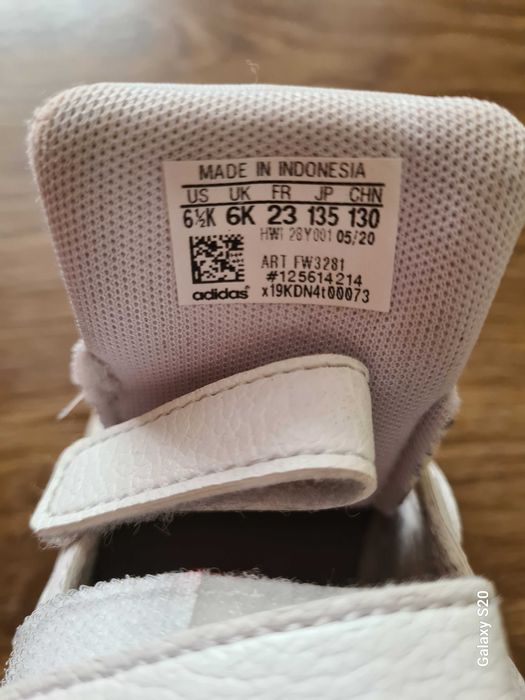 MADE IN INDONESIA
US UK FR JP CHN
6½K 6K 23 135 130
HWI 28Y001 05/20
ART FW3281
#125614214
adidas x19KDN4t00073
Galaxy S20